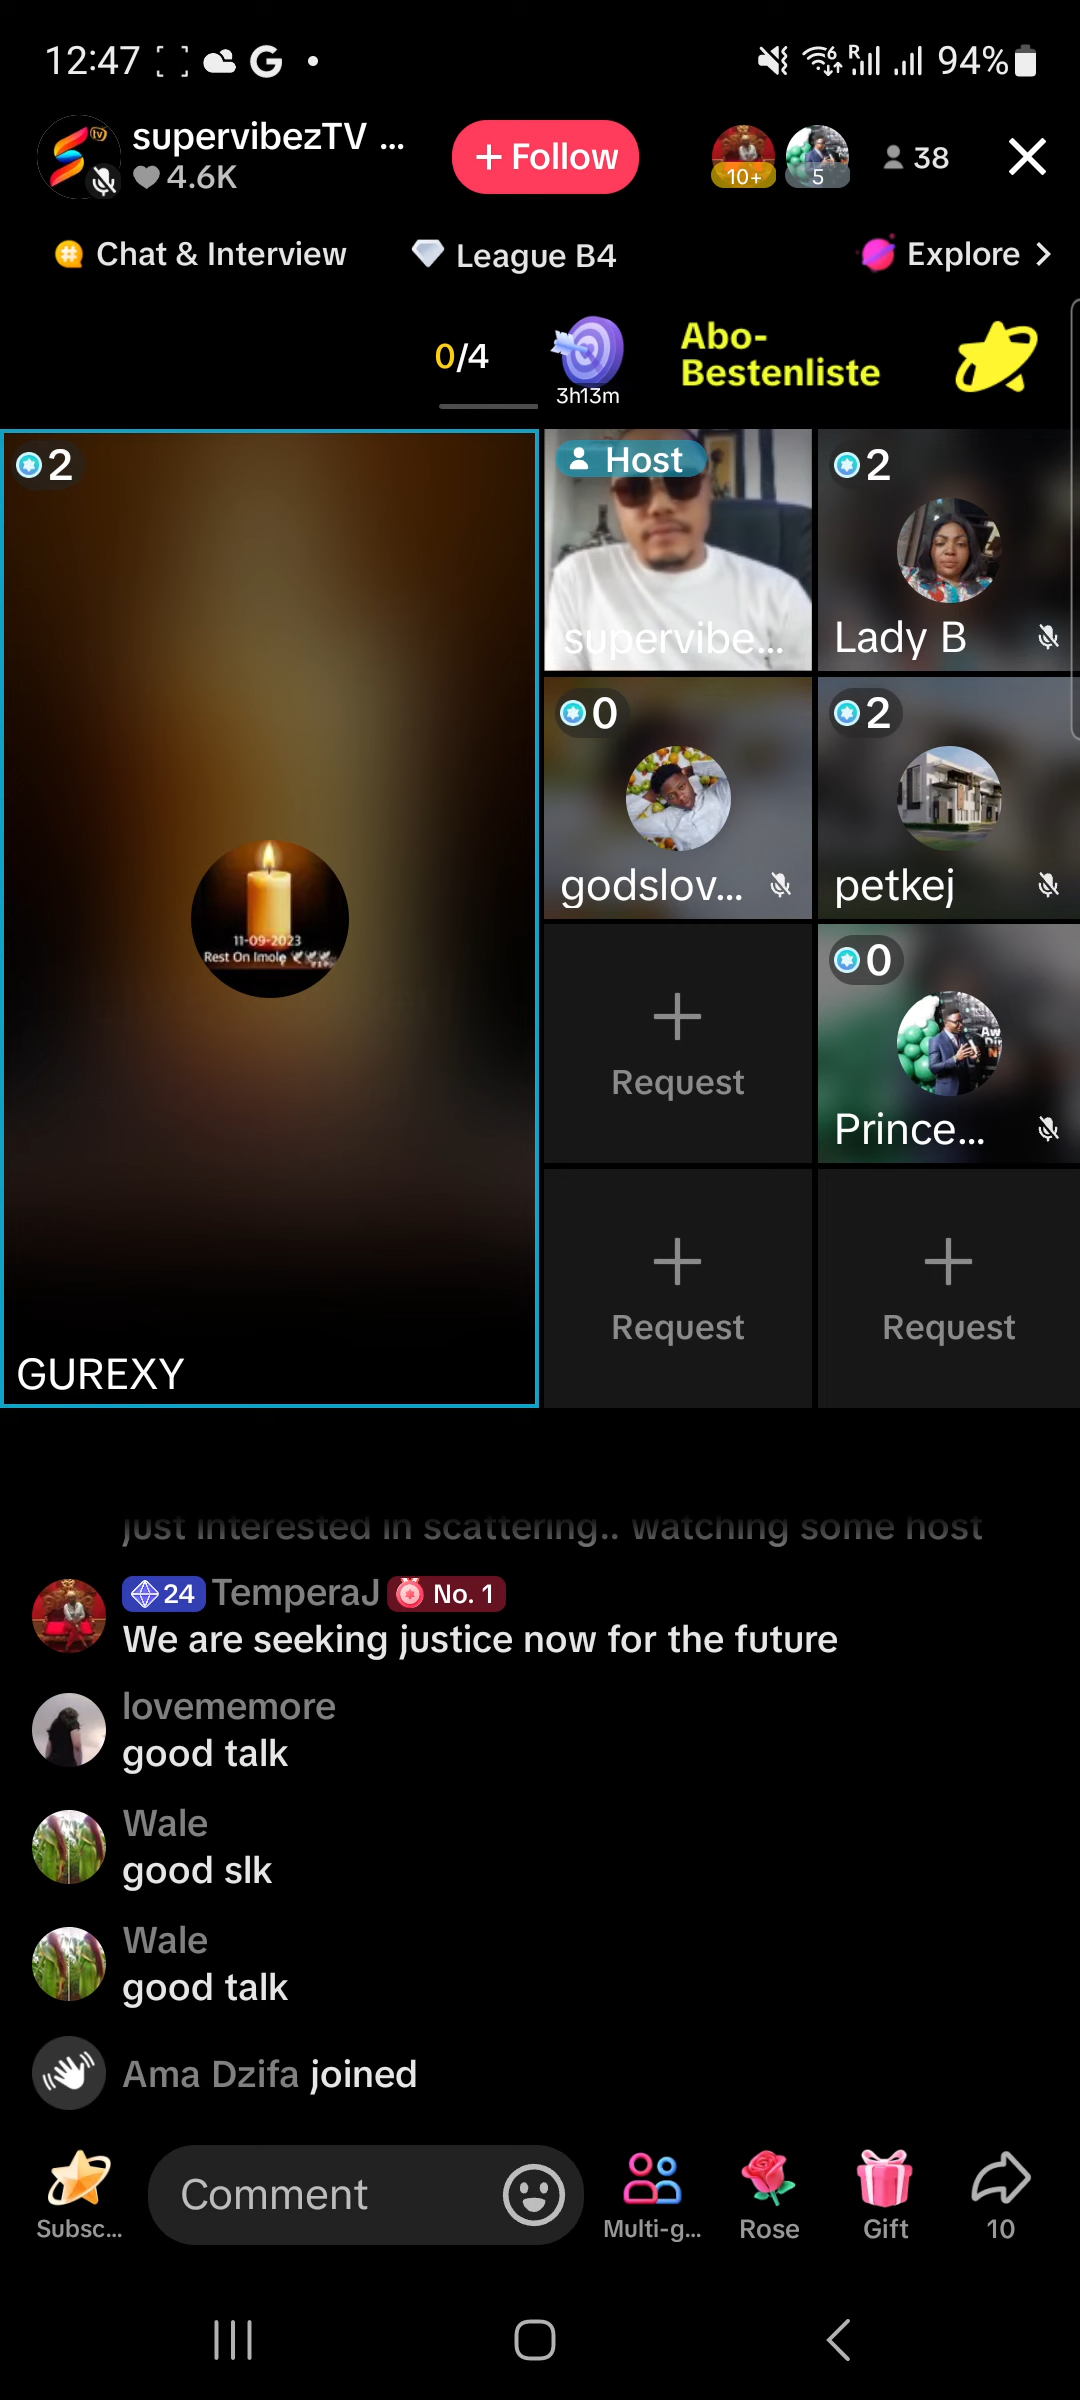 12:47
94%
supervibezTV ...
4.6K
+ Follow
10+
5
38
Chat & Interview
League B4
Explore
0/4
3h13m
Abo-
Bestenliste
2
Host
supervibe...
2
Lady B
0
godslov...
2
petkej
11-09-2023
Rest On Imolẹ
Request
0
Prince...
Request
Request
GUREXY
just interested in scattering.. watching some host
24 TemperaJ No. 1
We are seeking justice now for the future
lovememore
good talk
Wale
good slk
Wale
good talk
Ama Dzifa joined
Comment
Subsc...
Multi-g...
Rose
Gift
10